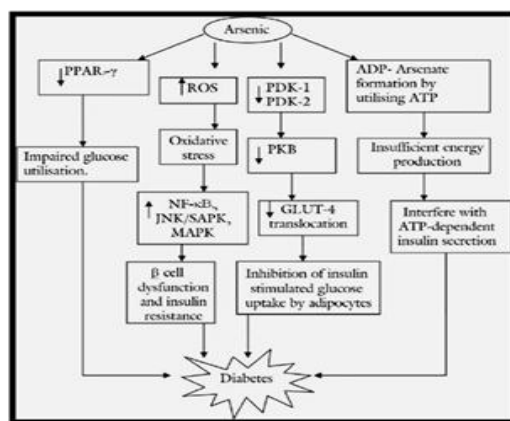 Arsenic
↓ PPAR-γ
Impaired glucose
utilisation.
↑ ROS
Oxidative
stress
↑ NF-κB,
JNK/SAPK,
MAPK
β cell
dysfunction
and insulin
resistance
↓ PDK-1
PDK-2
↓ PKB
↓ GLUT-4
translocation
Inhibition of insulin
stimulated glucose
uptake by adipocytes
ADP- Arsenate
formation by
utilising ATP
Insufficient energy
production
Interfere with
ATP-dependent
insulin secretion
Diabetes